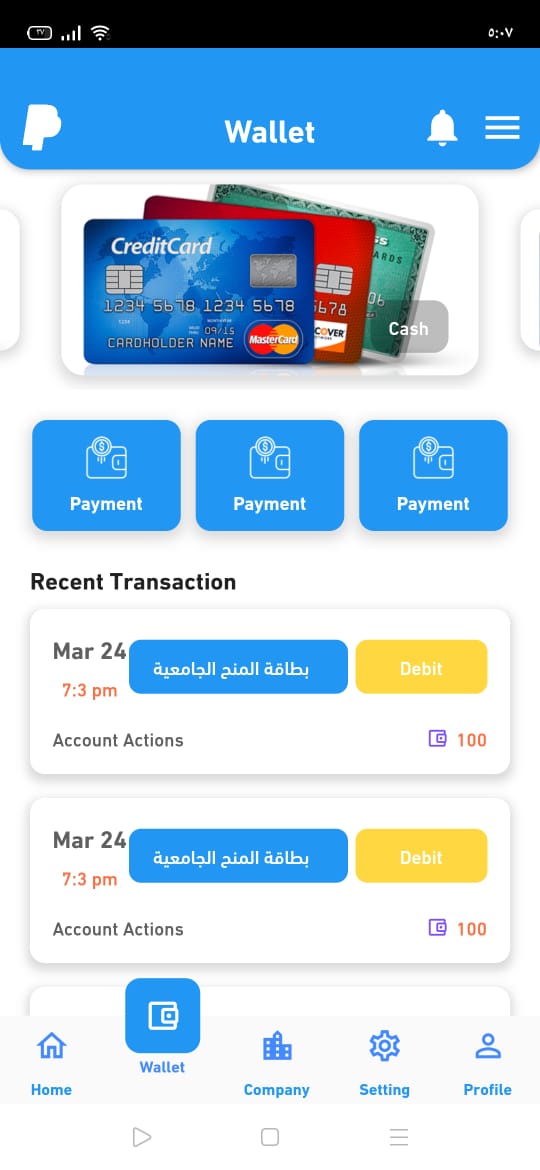 ٢٧
٥:٠٧
Wallet
CreditCard
SS
ARDS
1234 5678 1234 5678
5678
06
1234
09/15
CARDHOLDER NAME
MasterCard
COVER
Cash
Payment
Payment
Payment
Recent Transaction
Mar 24
بطاقة المنح الجامعية
Debit
7:3 pm
Account Actions
100
Mar 24
بطاقة المنح الجامعية
Debit
7:3 pm
Account Actions
100
Home
Wallet
Company
Setting
Profile